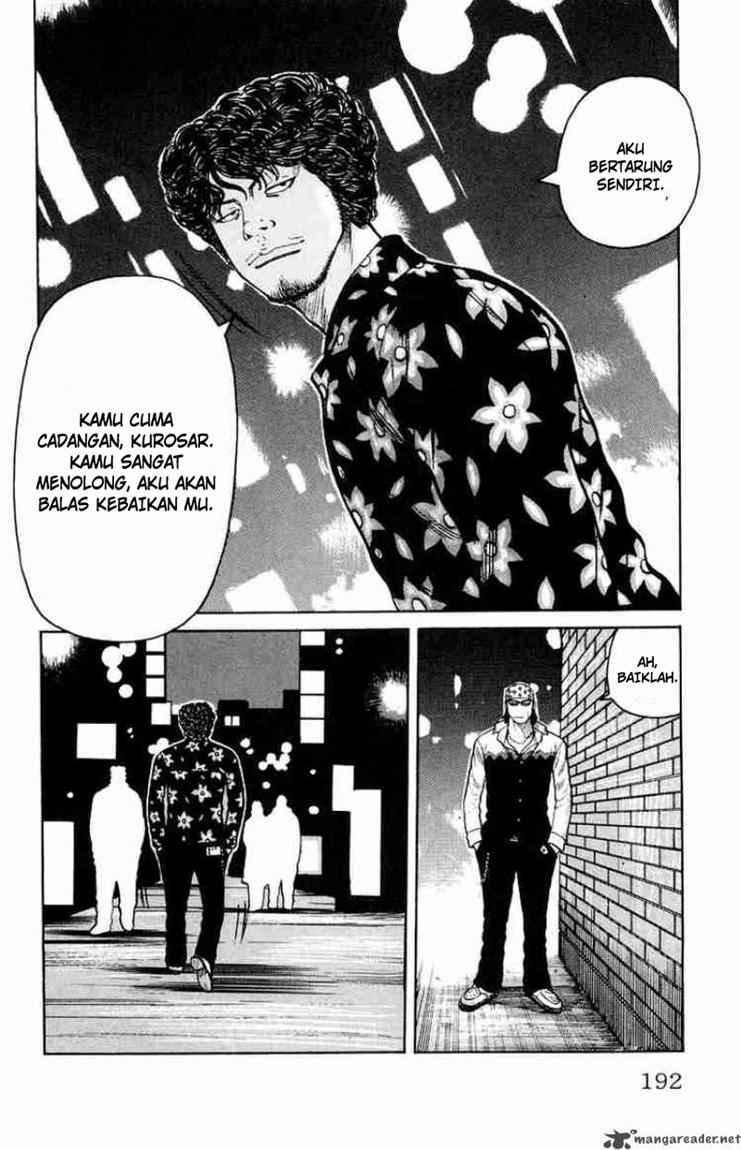 AKU
BERTARUNG
SENDIRI.
KAMU CUMA
CADANGAN, KUROSAR.
KAMU SANGAT
MENOLONG, AKU AKAN
BALAS KEBAIKAN MU.
AH,
BAIKLAH.
192
mangareader.net